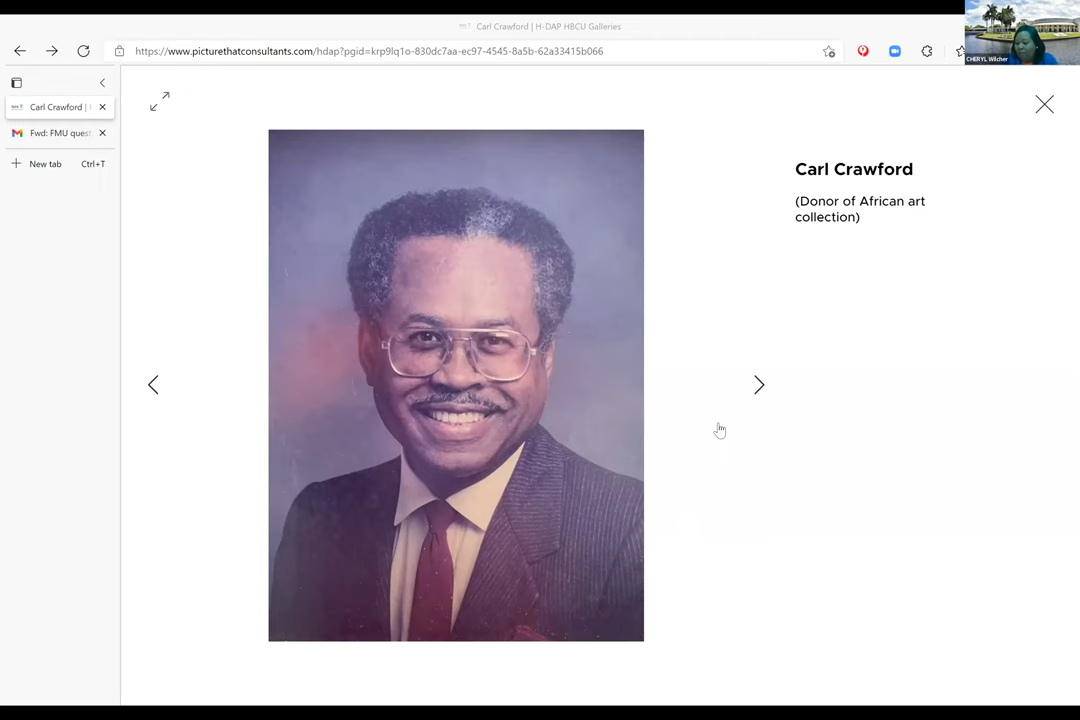 Carl Crawford | H-DAP HBCU Galleries
https://www.picturethatconsultants.com/hdap?pgid=krp9lq1o-830dc7aa-ec97-4545-8a5b-62a33415b066
CHERYL Wilcher
Carl Crawford |
Fwd: FMU ques
New tab Ctrl+T
Carl Crawford
(Donor of African art
collection)